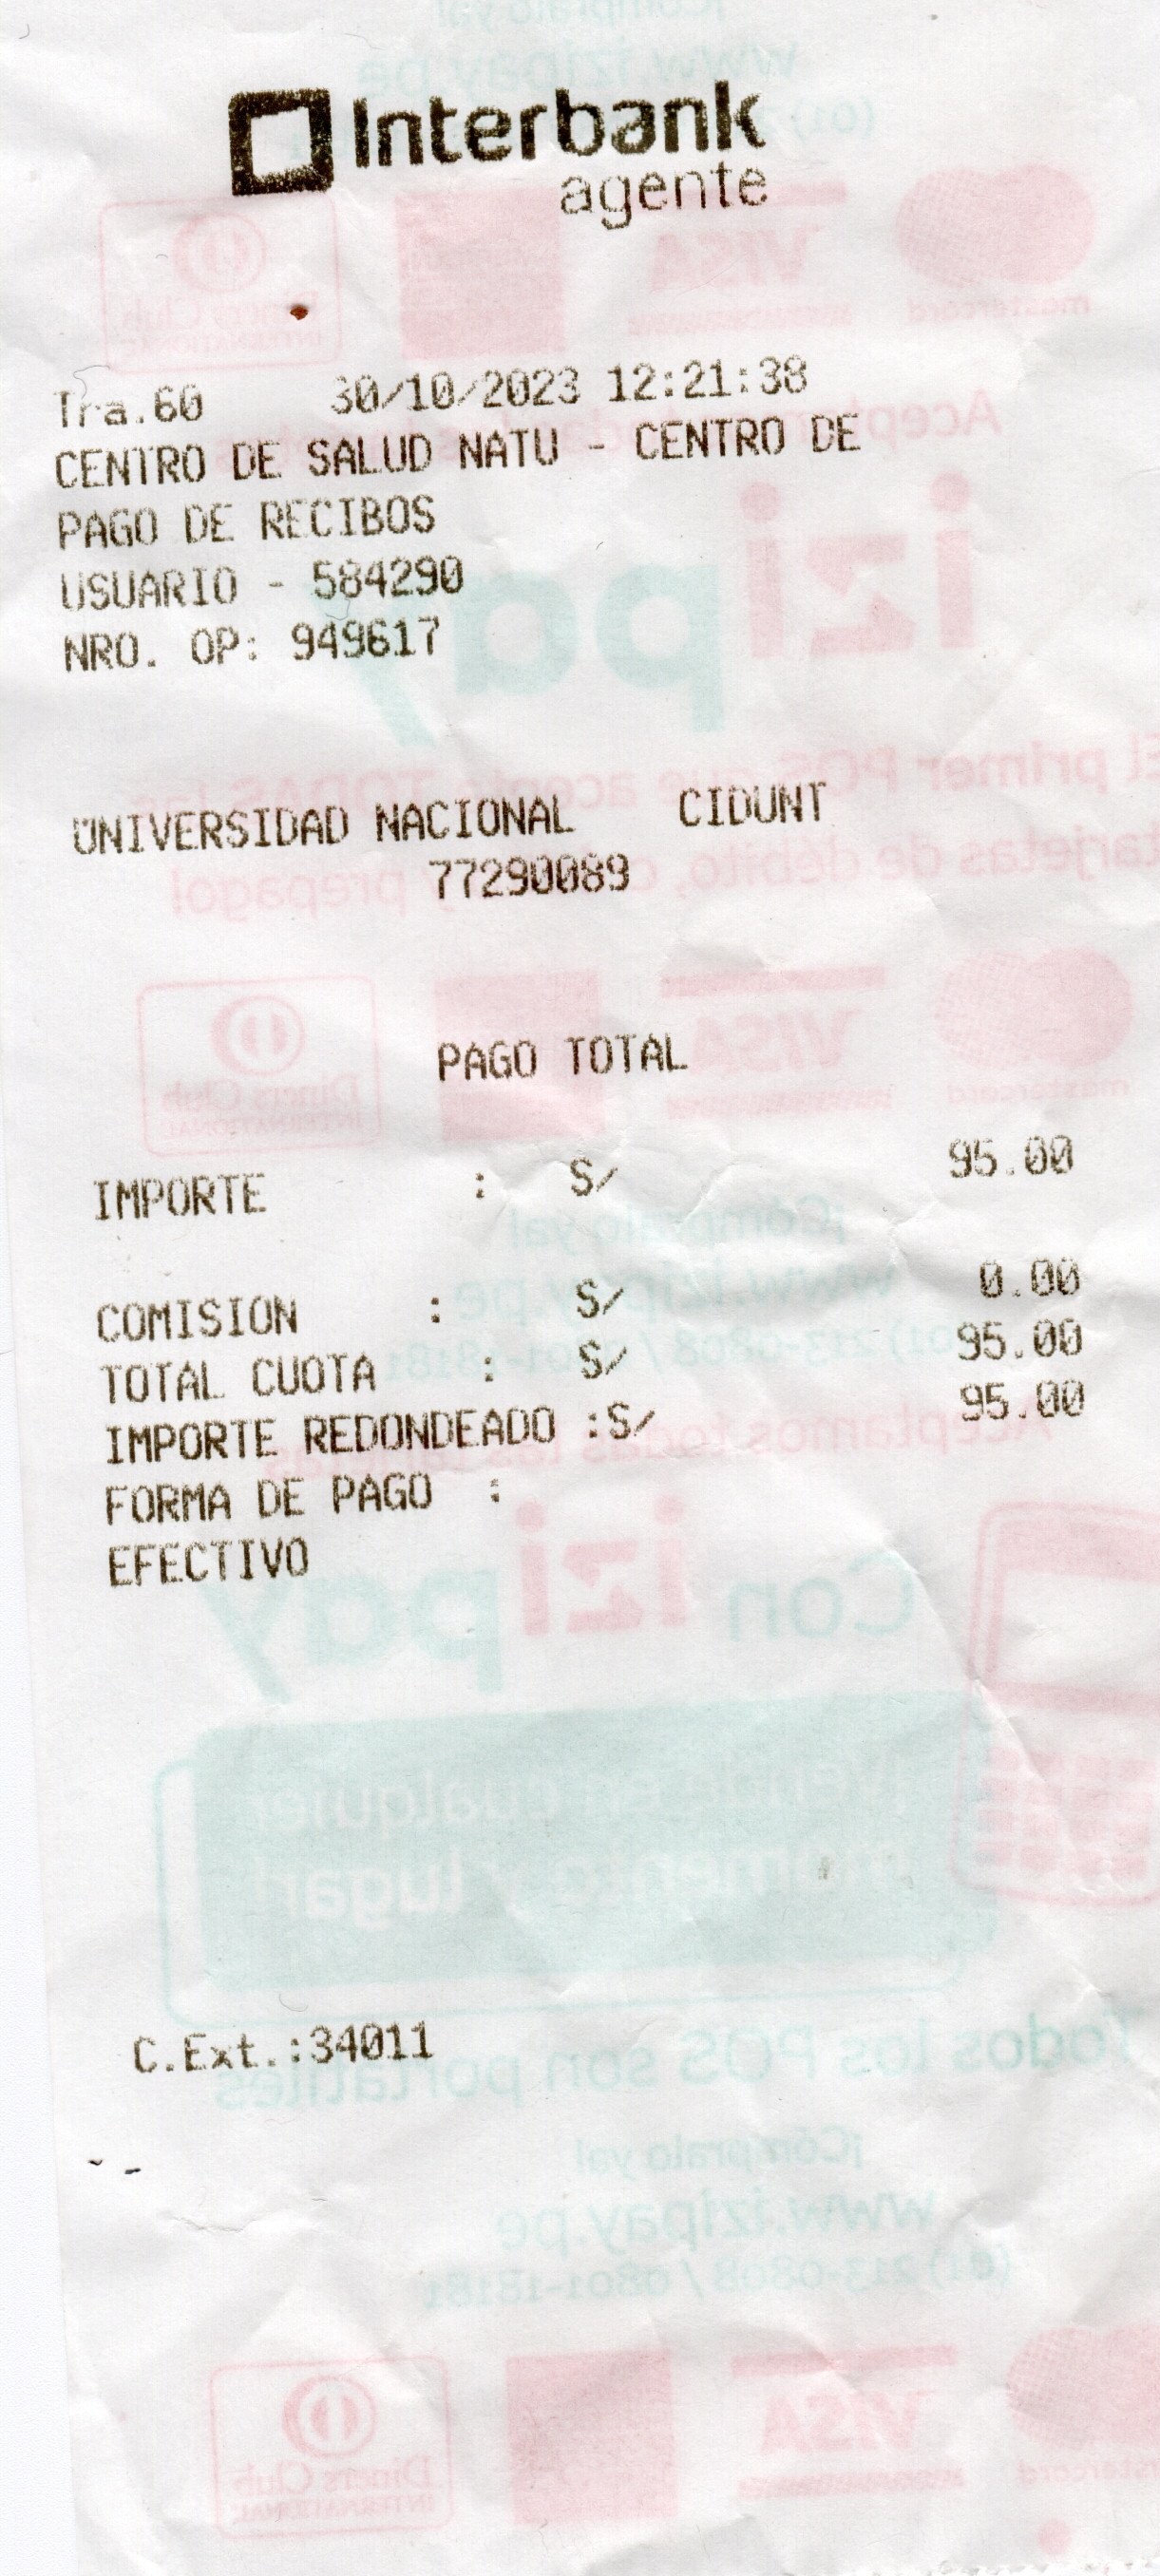 Interbank
agente
Tra.60 30/10/2023 12:21:38
CENTRO DE SALUD NATU - CENTRO DE
PAGO DE RECIBOS
USUARIO - 584290
NRO. OP: 949617
UNIVERSIDAD NACIONAL CIDUNT
77290089
PAGO TOTAL
IMPORTE : S/ 95.00
COMISION : S/ 0.00
TOTAL CUOTA : S/ 95.00
IMPORTE REDONDEADO :S/ 95.00
FORMA DE PAGO :
EFECTIVO
C.Ext.:34011